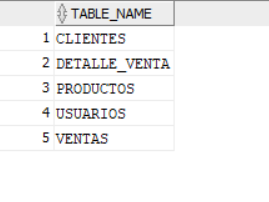 TABLE_NAME
1 CLIENTES
2 DETALLE_VENTA
3 PRODUCTOS
4 USUARIOS
5 VENTAS